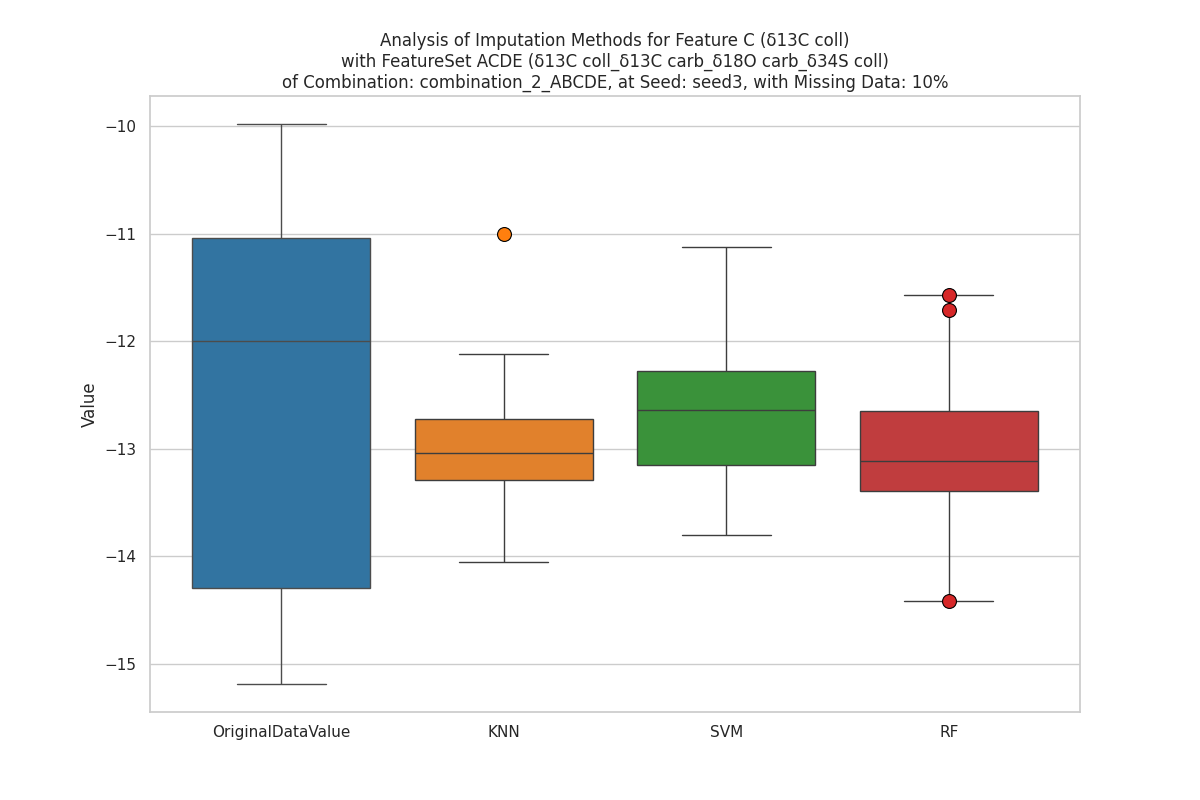 Analysis of Imputation Methods for Feature C (δ13C coll)
with FeatureSet ACDE (δ13C coll_δ13C carb_δ18O carb_δ34S coll)
of Combination: combination_2_ABCDE, at Seed: seed3, with Missing Data: 10%
−10
−11
−12
−13
−14
−15
Value
OriginalDataValue
KNN
SVM
RF